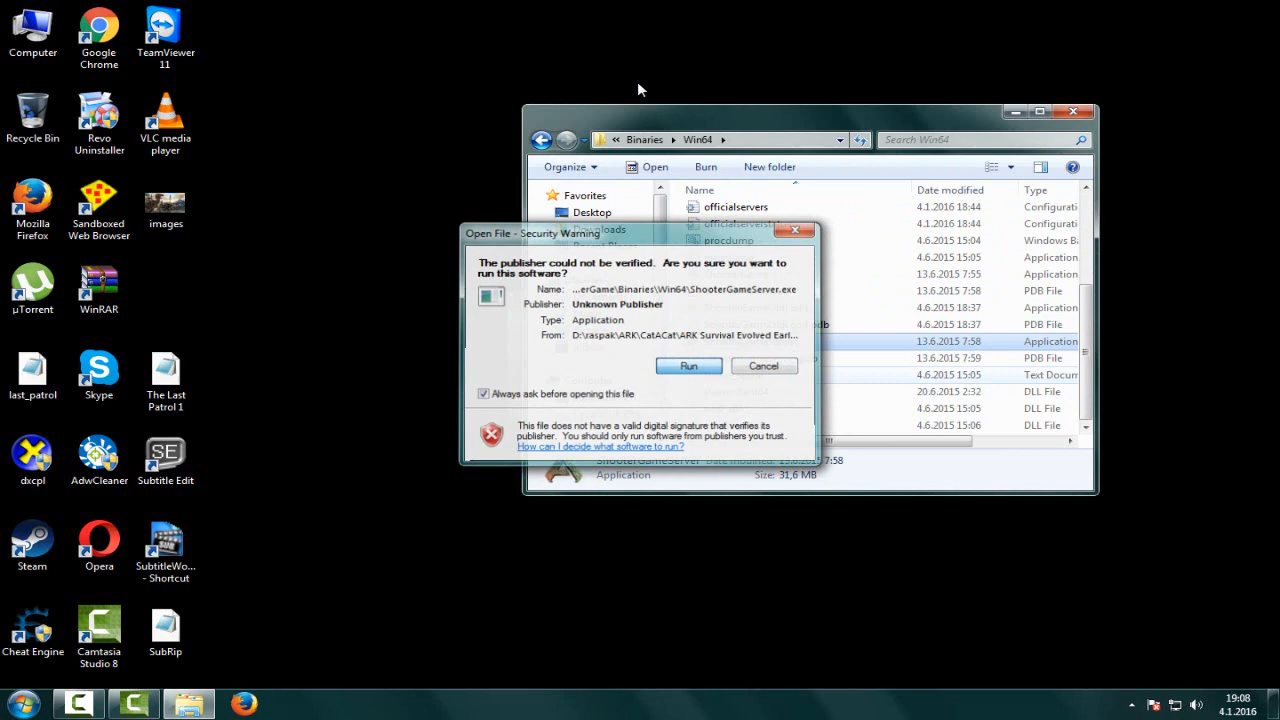 Computer
Google
Chrome
TeamViewer
11
Recycle Bin
Revo
Uninstaller
VLC media
player
Mozilla
Firefox
Sandboxed
Web Browser
images
µTorrent
WinRAR
last_patrol
Skype
The Last
Patrol 1
dxcpl
AdwCleaner
Subtitle Edit
Steam
Opera
SubtitleWo...
- Shortcut
Cheat Engine
Camtasia
Studio 8
SubRip
« Binaries Win64
Search Win64
Organize Open Burn New folder
Favorites
Desktop
Downloads
Name Date modified Type
officialservers 4.1.2016 18:44 Configurati
4.1.2016 18:44 Configurati
procdump 4.6.2015 15:05 Windows Ba
4.6.2015 15:05 Application
13.6.2015 7:55 Application
13.6.2015 7:58 PDB File
4.6.2015 18:37 Application
4.6.2015 18:37 PDB File
13.6.2015 7:58 Application
13.6.2015 7:59 PDB File
4.6.2015 15:05 Text Docum
20.6.2015 2:32 DLL File
4.6.2015 15:05 DLL File
4.6.2015 15:05 DLL File
ShooterGameServer Date modified: 13.6.2015 7:58
Application Size: 31,6 MB
Open File - Security Warning
The publisher could not be verified. Are you sure you want to
run this software?
Name: ...erGame\Binaries\Win64\ShooterGameServer.exe
Publisher: Unknown Publisher
Type: Application
From: D:\raspak\ARK\CatACat\ARK Survival Evolved Earl...
Run Cancel
Always ask before opening this file
This file does not have a valid digital signature that verifies its
publisher. You should only run software from publishers you trust.
How can I decide what software to run?
19:08
4.1.2016